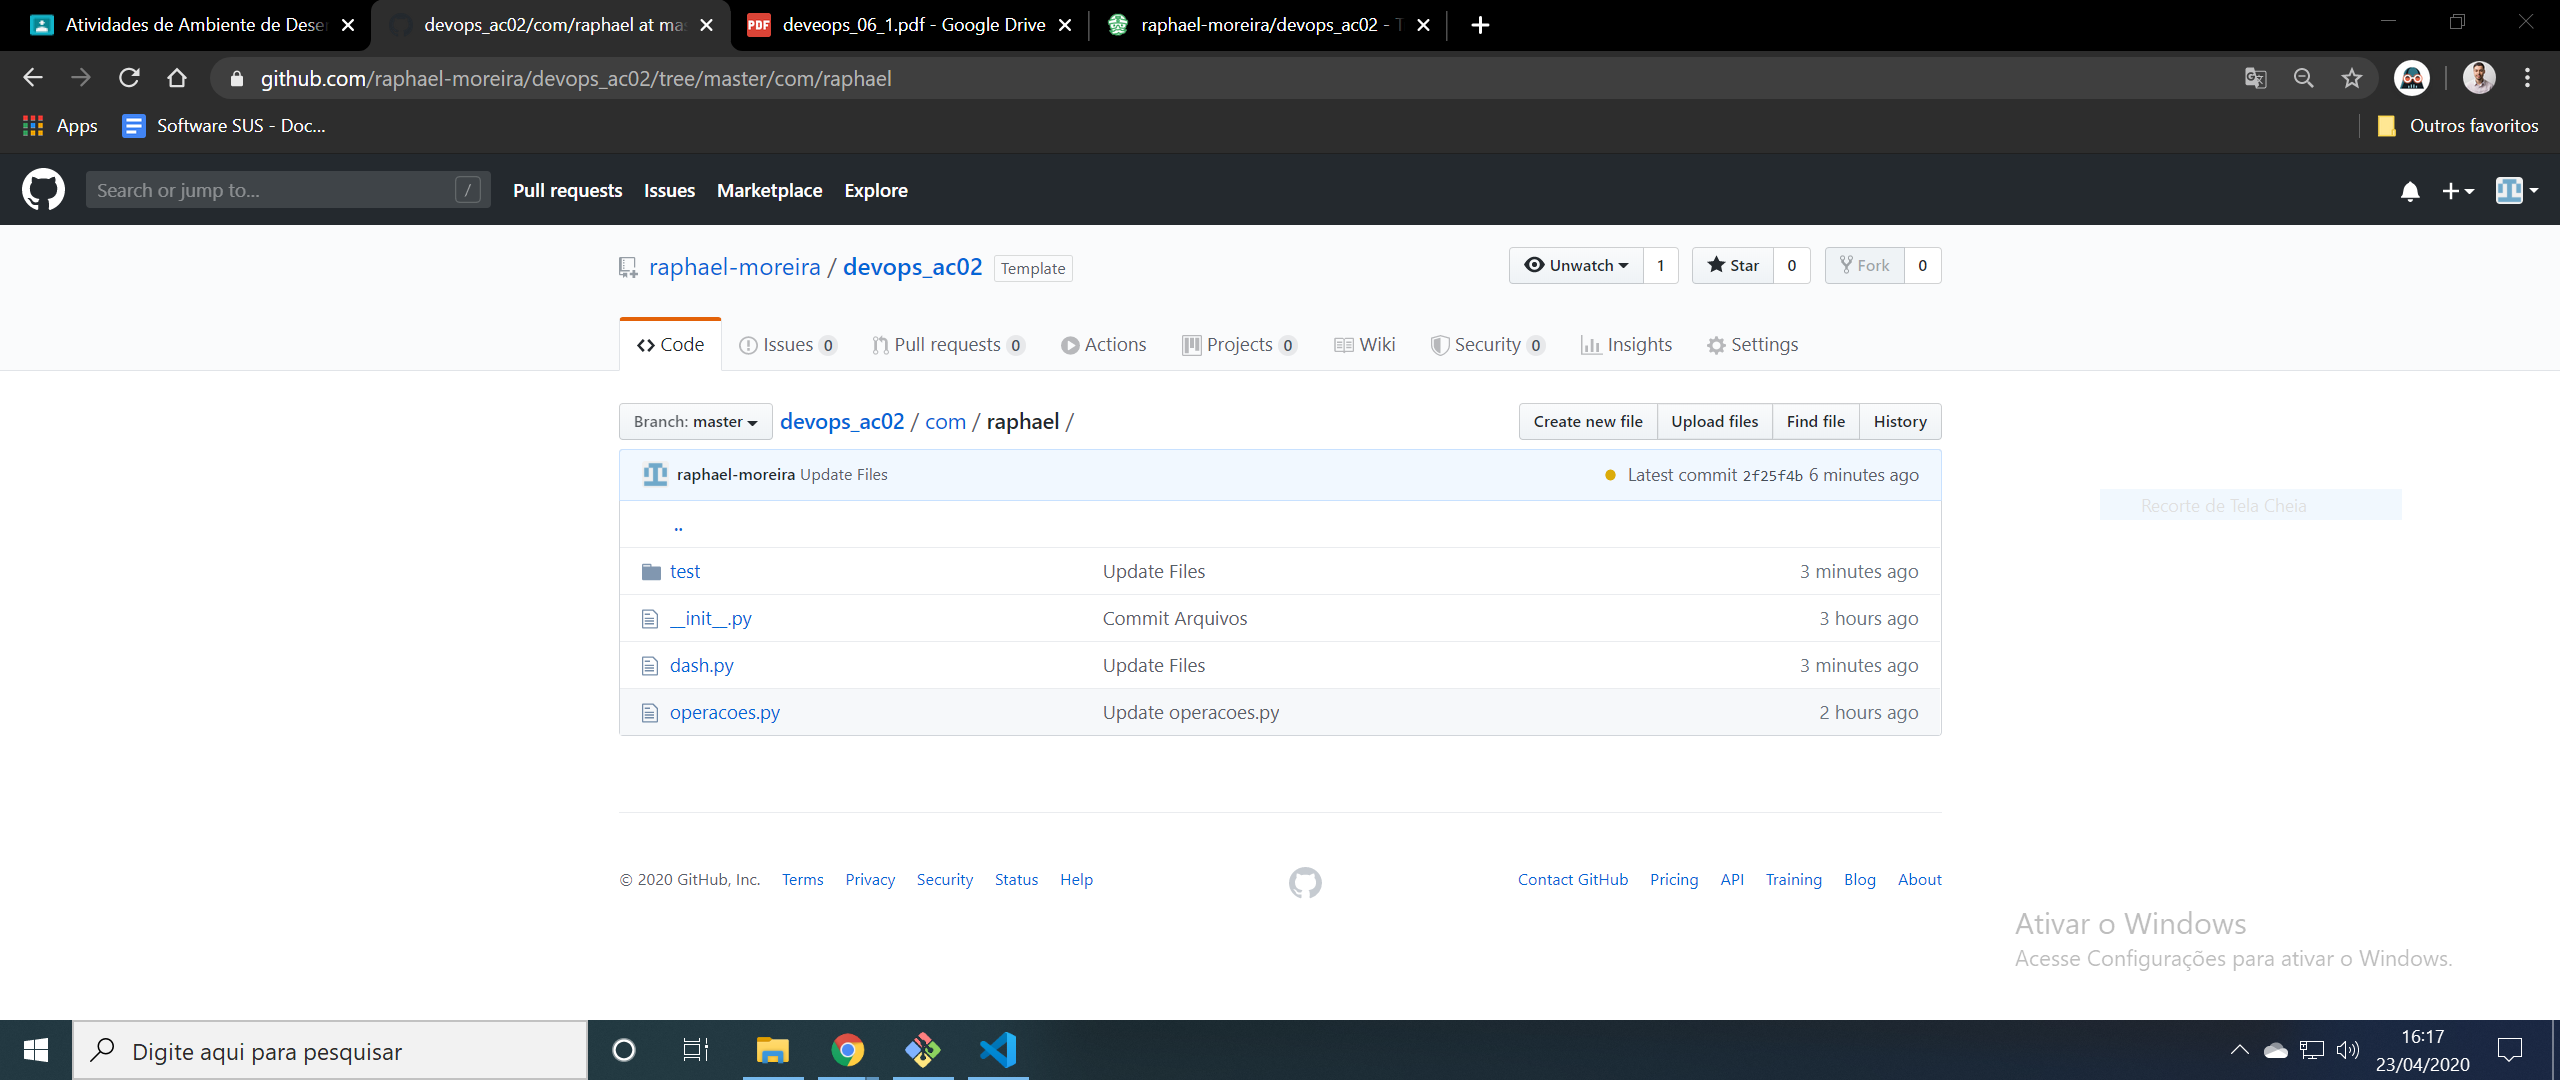 Atividades de Ambiente de Deser
devops_ac02/com/raphael at mas
PDF deveops_06_1.pdf - Google Drive
raphael-moreira/devops_ac02 - T
github.com/raphael-moreira/devops_ac02/tree/master/com/raphael
Apps
Software SUS - Doc...
Outros favoritos
Search or jump to... /
Pull requests Issues Marketplace Explore
raphael-moreira / devops_ac02 Template
Unwatch 1 Star 0 Fork 0
Code Issues 0 Pull requests 0 Actions Projects 0 Wiki Security 0 Insights Settings
Branch: master devops_ac02 / com / raphael /
Create new file Upload files Find file History
raphael-moreira Update Files Latest commit 2f25f4b 6 minutes ago
Recorte de Tela Cheia
..
test Update Files 3 minutes ago
__init__.py Commit Arquivos 3 hours ago
dash.py Update Files 3 minutes ago
operacoes.py Update operacoes.py 2 hours ago
© 2020 GitHub, Inc. Terms Privacy Security Status Help
Contact GitHub Pricing API Training Blog About
Ativar o Windows
Acesse Configurações para ativar o Windows.
Digite aqui para pesquisar
16:17
23/04/2020